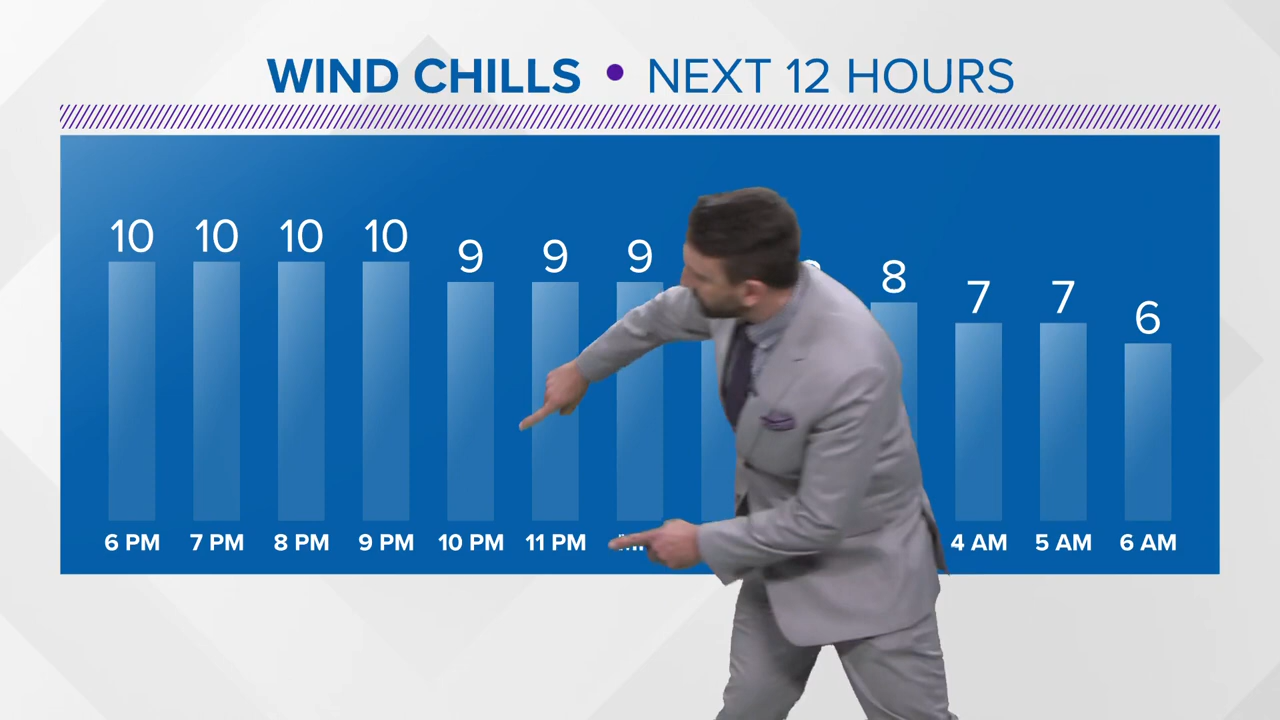 WIND CHILLS • NEXT 12 HOURS
10 10 10 10 9 9 9 8 7 7 6
6 PM 7 PM 8 PM 9 PM 10 PM 11 PM 4 AM 5 AM 6 AM